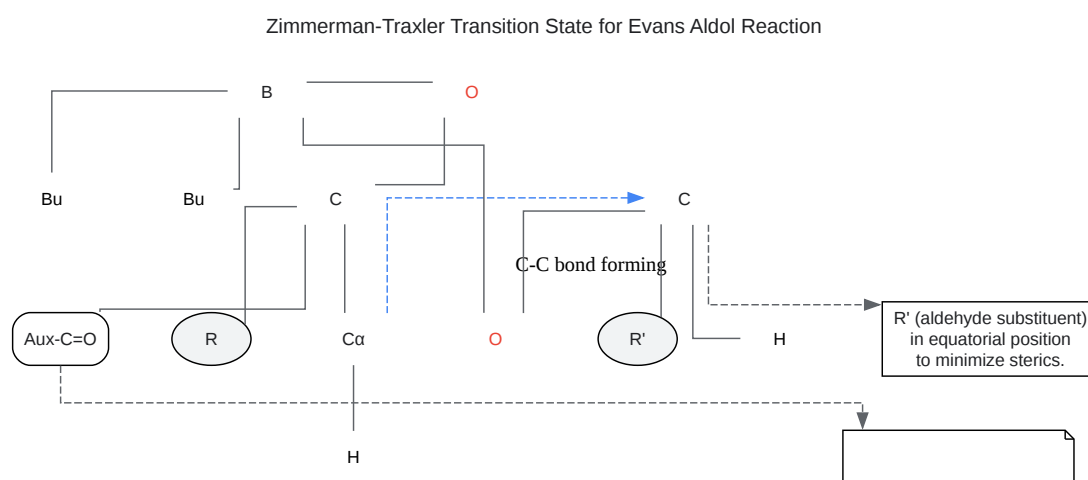 Zimmerman-Traxler Transition State for Evans Aldol Reaction
B
O
Bu
Bu
C
C
C-C bond forming
Aux-C=O
R
Cα
O
R'
H
R' (aldehyde substituent)
in equatorial position
to minimize sterics.
H